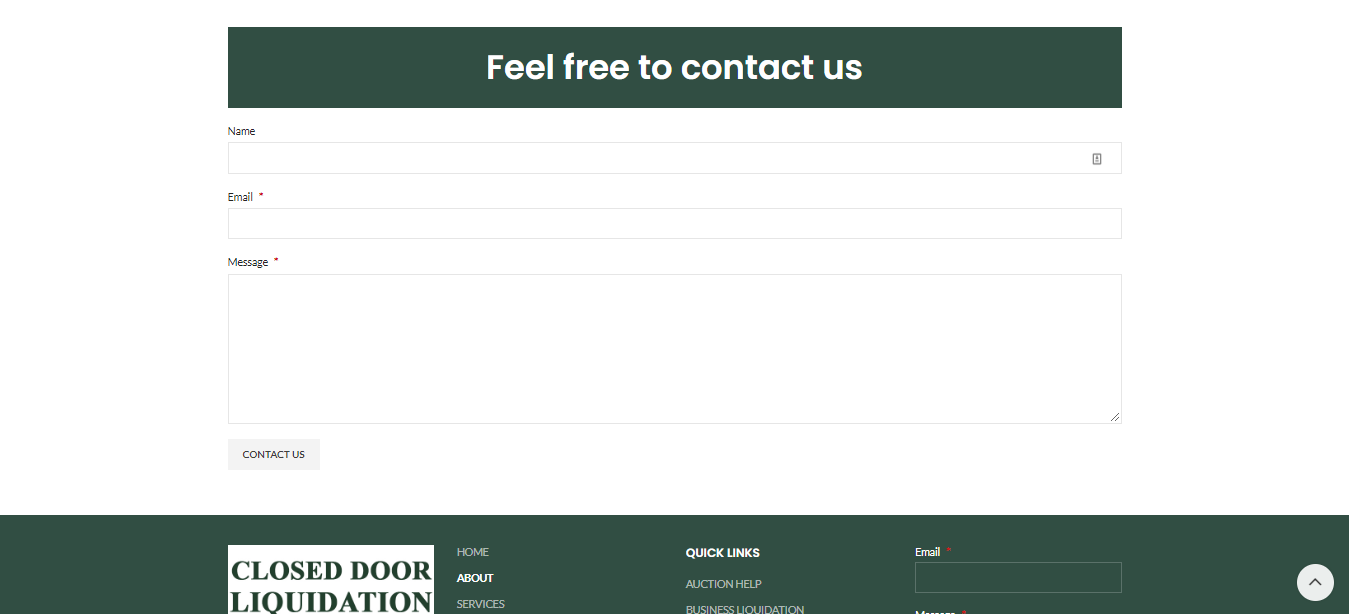 Feel free to contact us
Name
Email *
Message *
CONTACT US
CLOSED DOOR
LIQUIDATION
HOME
ABOUT
SERVICES
QUICK LINKS
AUCTION HELP
BUSINESS LIQUIDATION
Email *
Message *